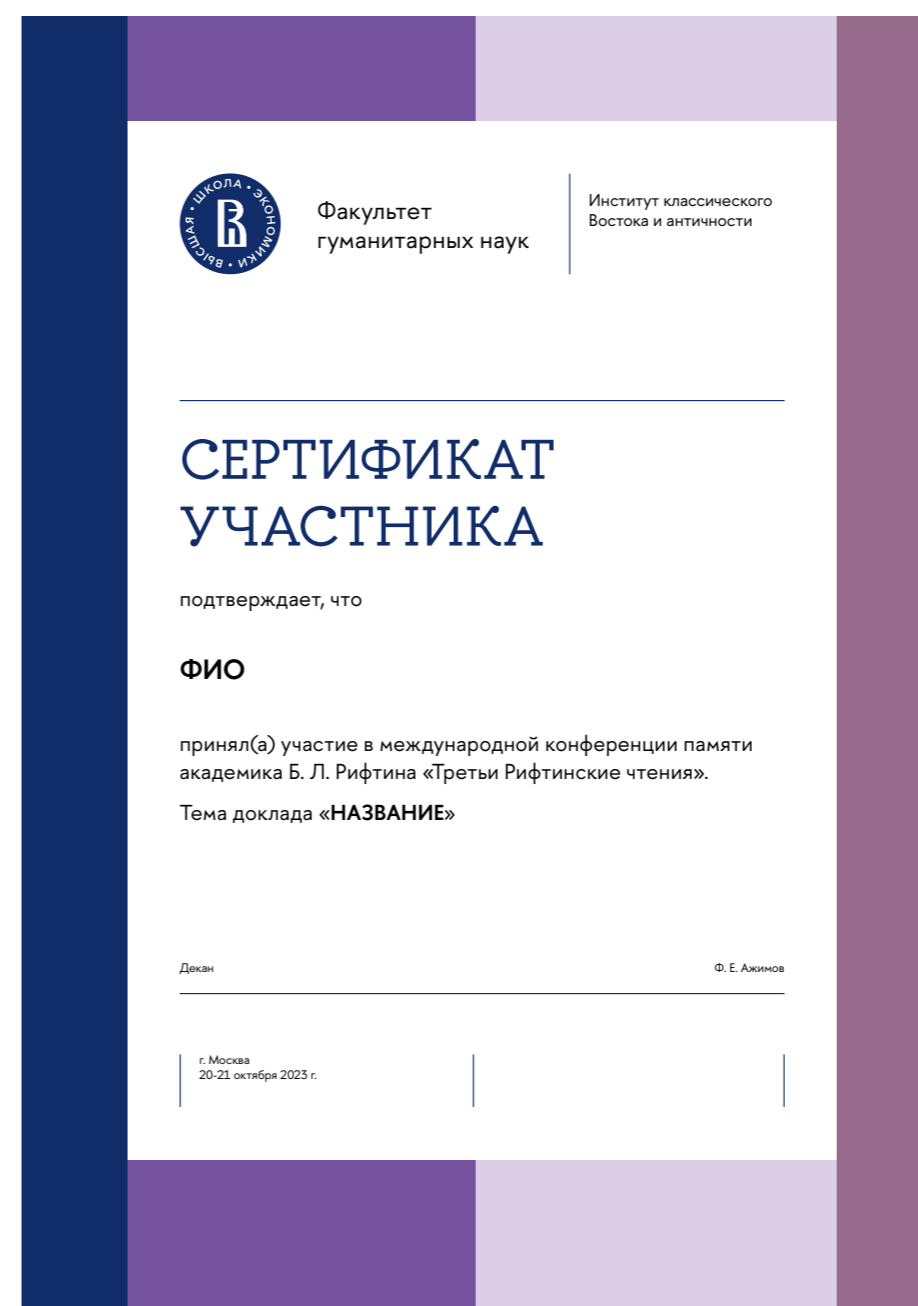 ВЫСШАЯ • ШКОЛА • ЭКОНОМИКИ •
Факультет
гуманитарных наук
Институт классического
Востока и античности
СЕРТИФИКАТ
УЧАСТНИКА
подтверждает, что
ФИО
принял(а) участие в международной конференции памяти
академика Б. Л. Рифтина «Третьи Рифтинские чтения».
Тема доклада «НАЗВАНИЕ»
Декан
Ф. Е. Ажимов
г. Москва
20-21 октября 2023 г.